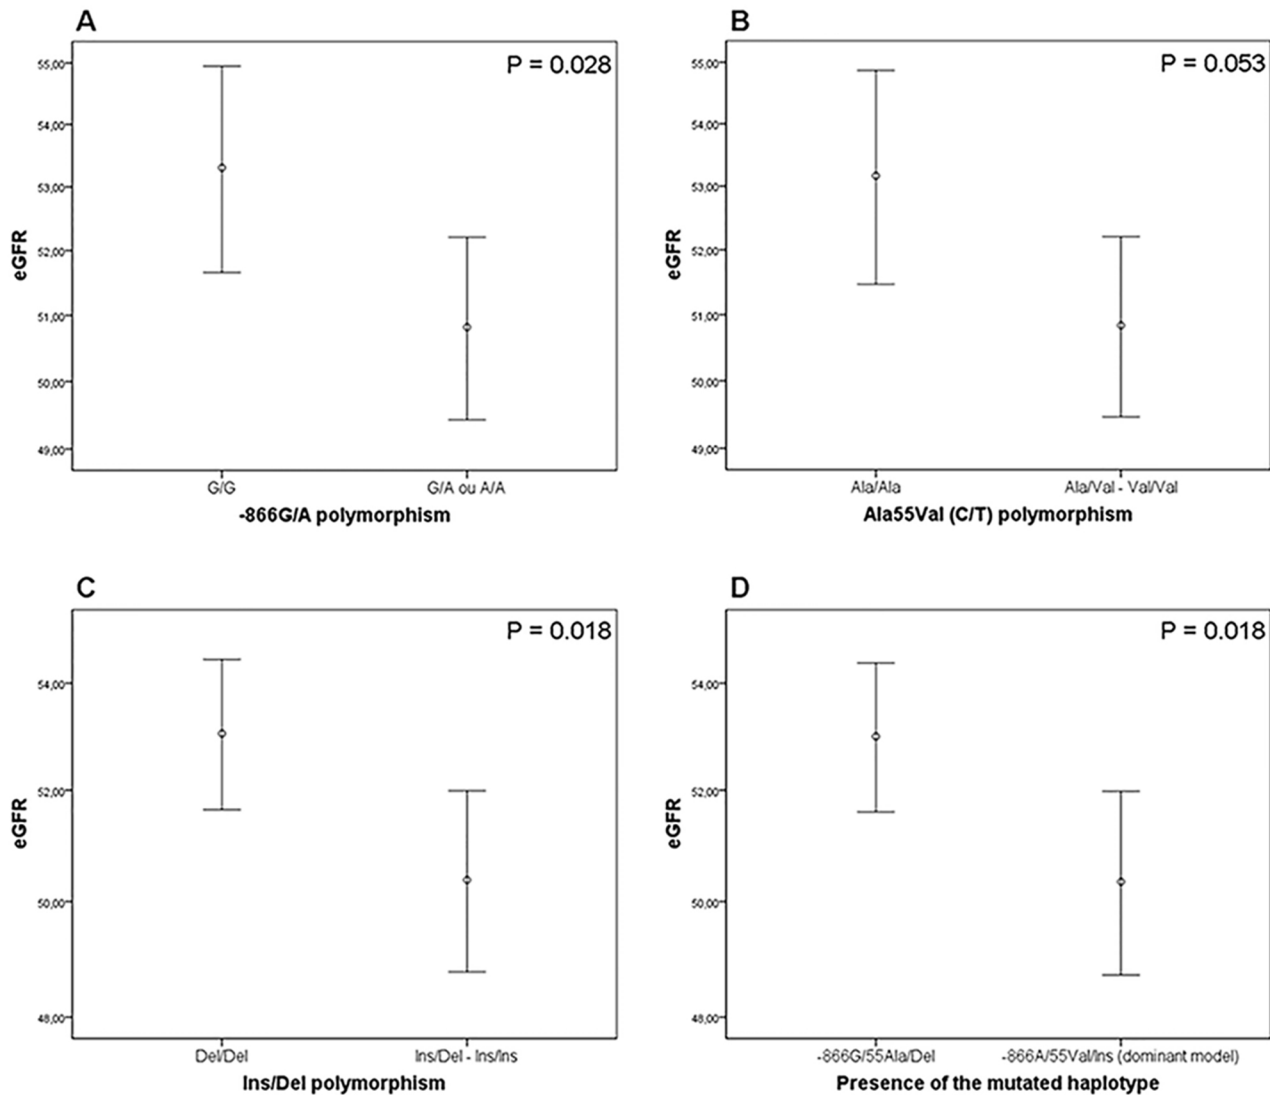 A
P = 0.028
55,00
54,00
53,00
52,00
51,00
50,00
49,00
eGFR
G/G
G/A ou A/A
-866G/A polymorphism
B
P = 0.053
55,00
54,00
53,00
52,00
51,00
50,00
49,00
eGFR
Ala/Ala
Ala/Val - Val/Val
Ala55Val (C/T) polymorphism
C
P = 0.018
54,00
52,00
50,00
48,00
eGFR
Del/Del
Ins/Del - Ins/Ins
Ins/Del polymorphism
D
P = 0.018
54,00
52,00
50,00
48,00
eGFR
-866G/55Ala/Del
-866A/55Val/Ins (dominant model)
Presence of the mutated haplotype